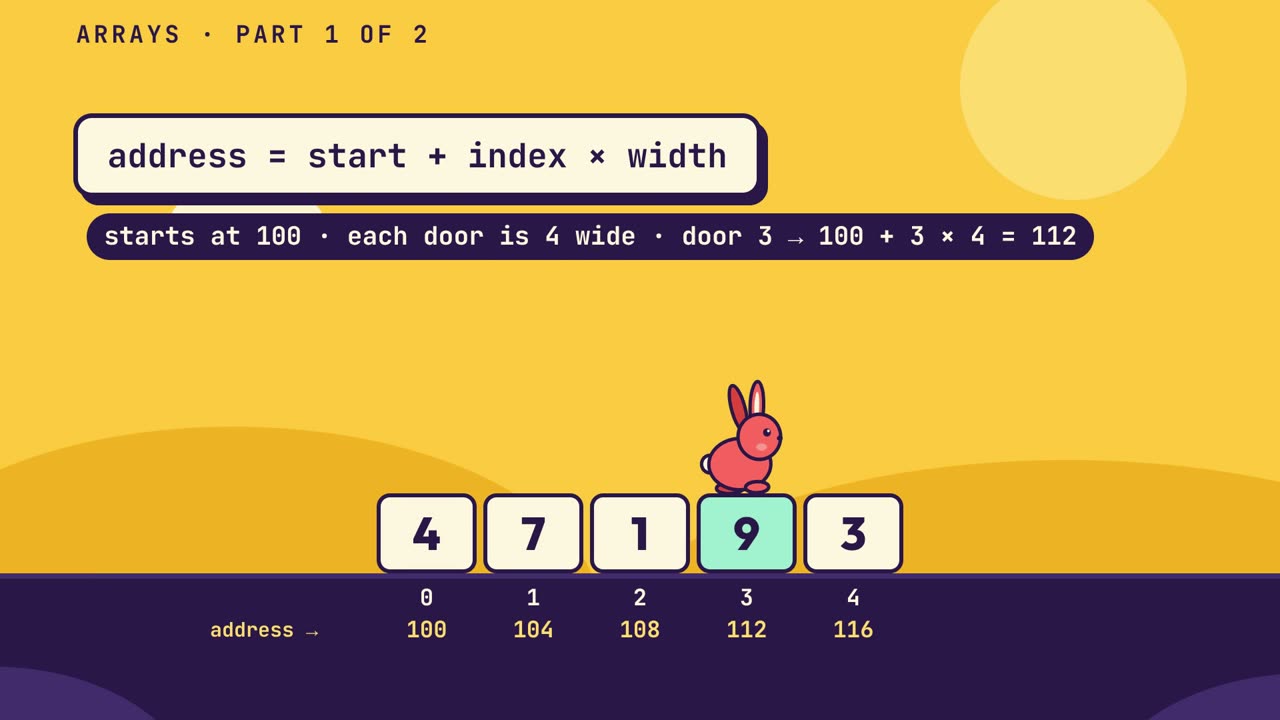 ARRAYS · PART 1 OF 2
address = start + index × width
starts at 100 · each door is 4 wide · door 3 → 100 + 3 × 4 = 112
4 7 1 9 3
0 1 2 3 4
address → 100 104 108 112 116